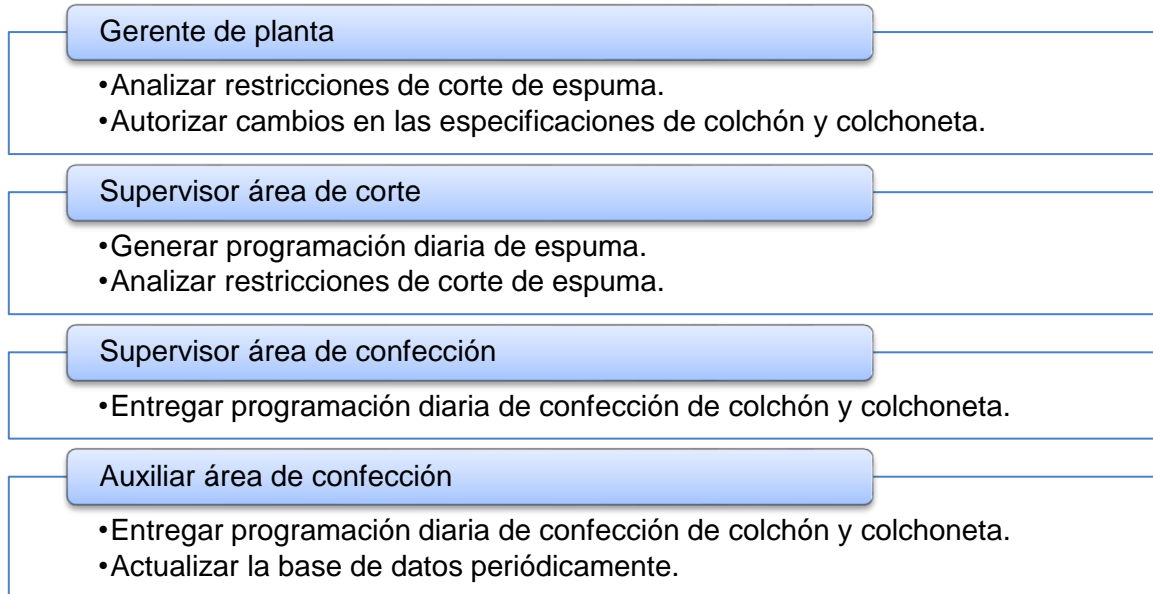 Gerente de planta
•Analizar restricciones de corte de espuma.
•Autorizar cambios en las especificaciones de colchón y colchoneta.
Supervisor área de corte
•Generar programación diaria de espuma.
•Analizar restricciones de corte de espuma.
Supervisor área de confección
•Entregar programación diaria de confección de colchón y colchoneta.
Auxiliar área de confección
•Entregar programación diaria de confección de colchón y colchoneta.
•Actualizar la base de datos periódicamente.